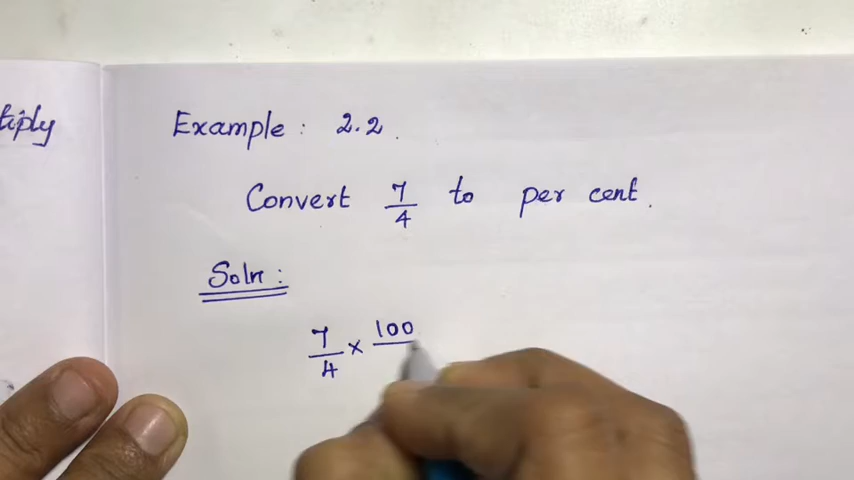 tiply
Example : 2.2.
Convert 7/4 to per cent.
Soln :
7/4 × 100